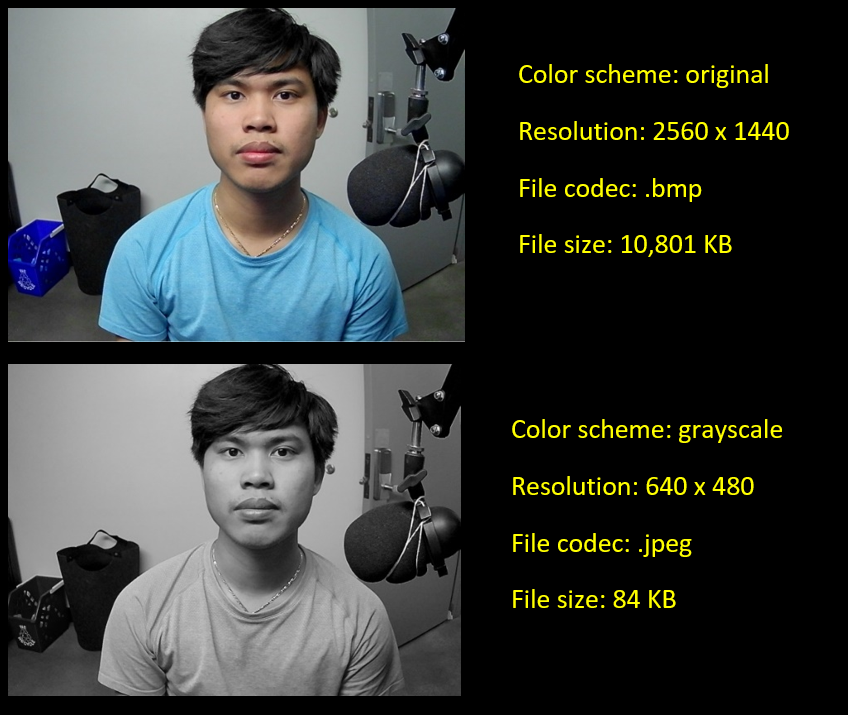 Color scheme: original
Resolution: 2560 x 1440
File codec: .bmp
File size: 10,801 KB
Color scheme: grayscale
Resolution: 640 x 480
File codec: .jpeg
File size: 84 KB